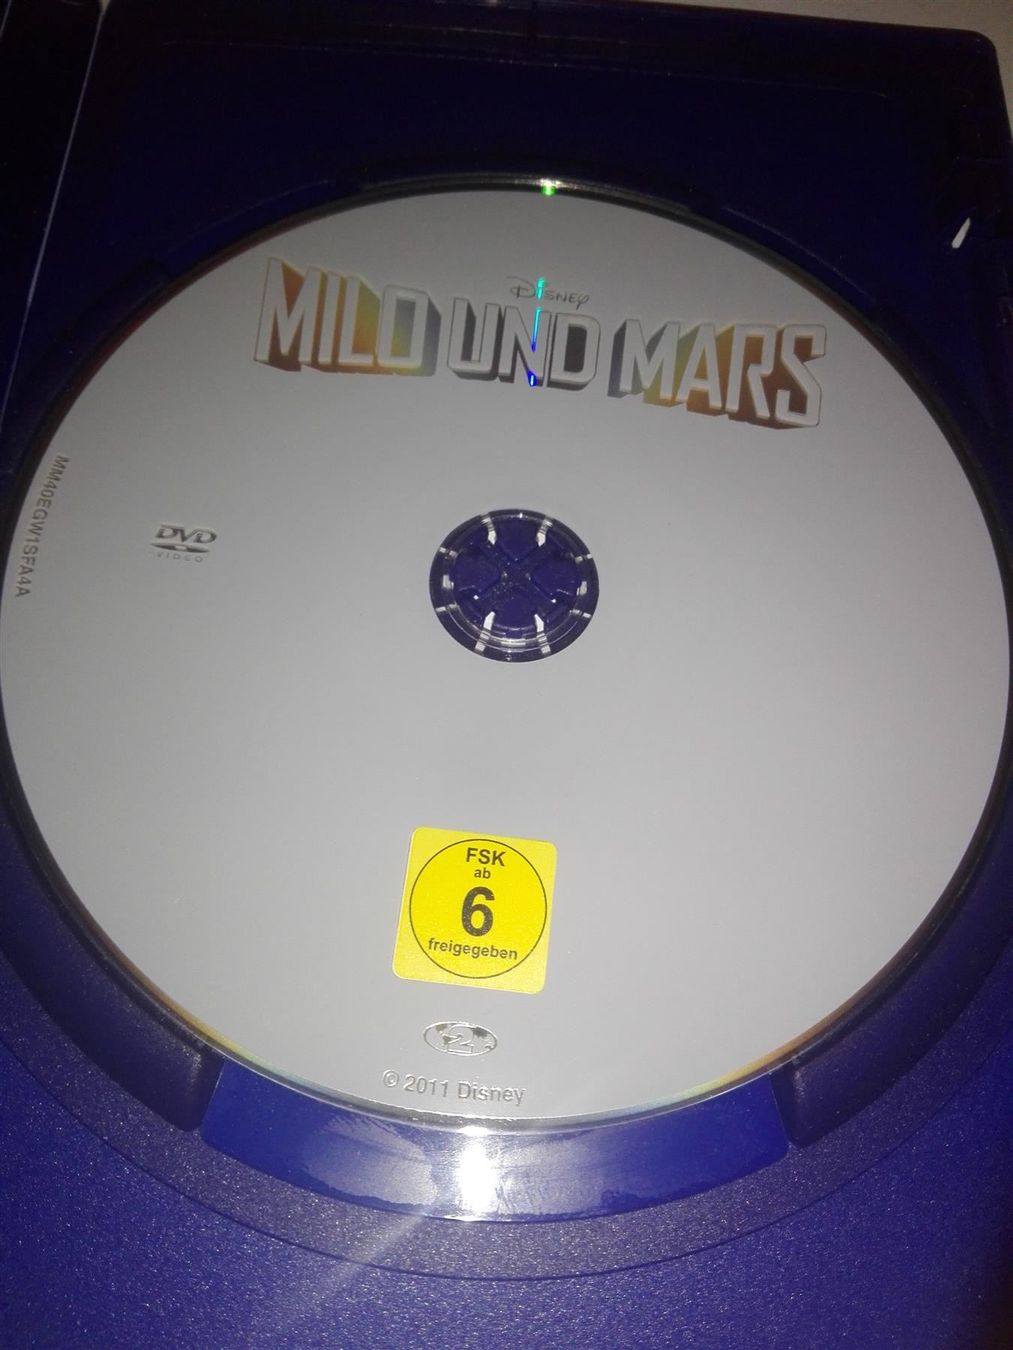 Disney
MILO UND MARS
MM40EGW1SFA4A
DVD
VIDEO
FSK
ab
6
freigegeben
2
© 2011 Disney